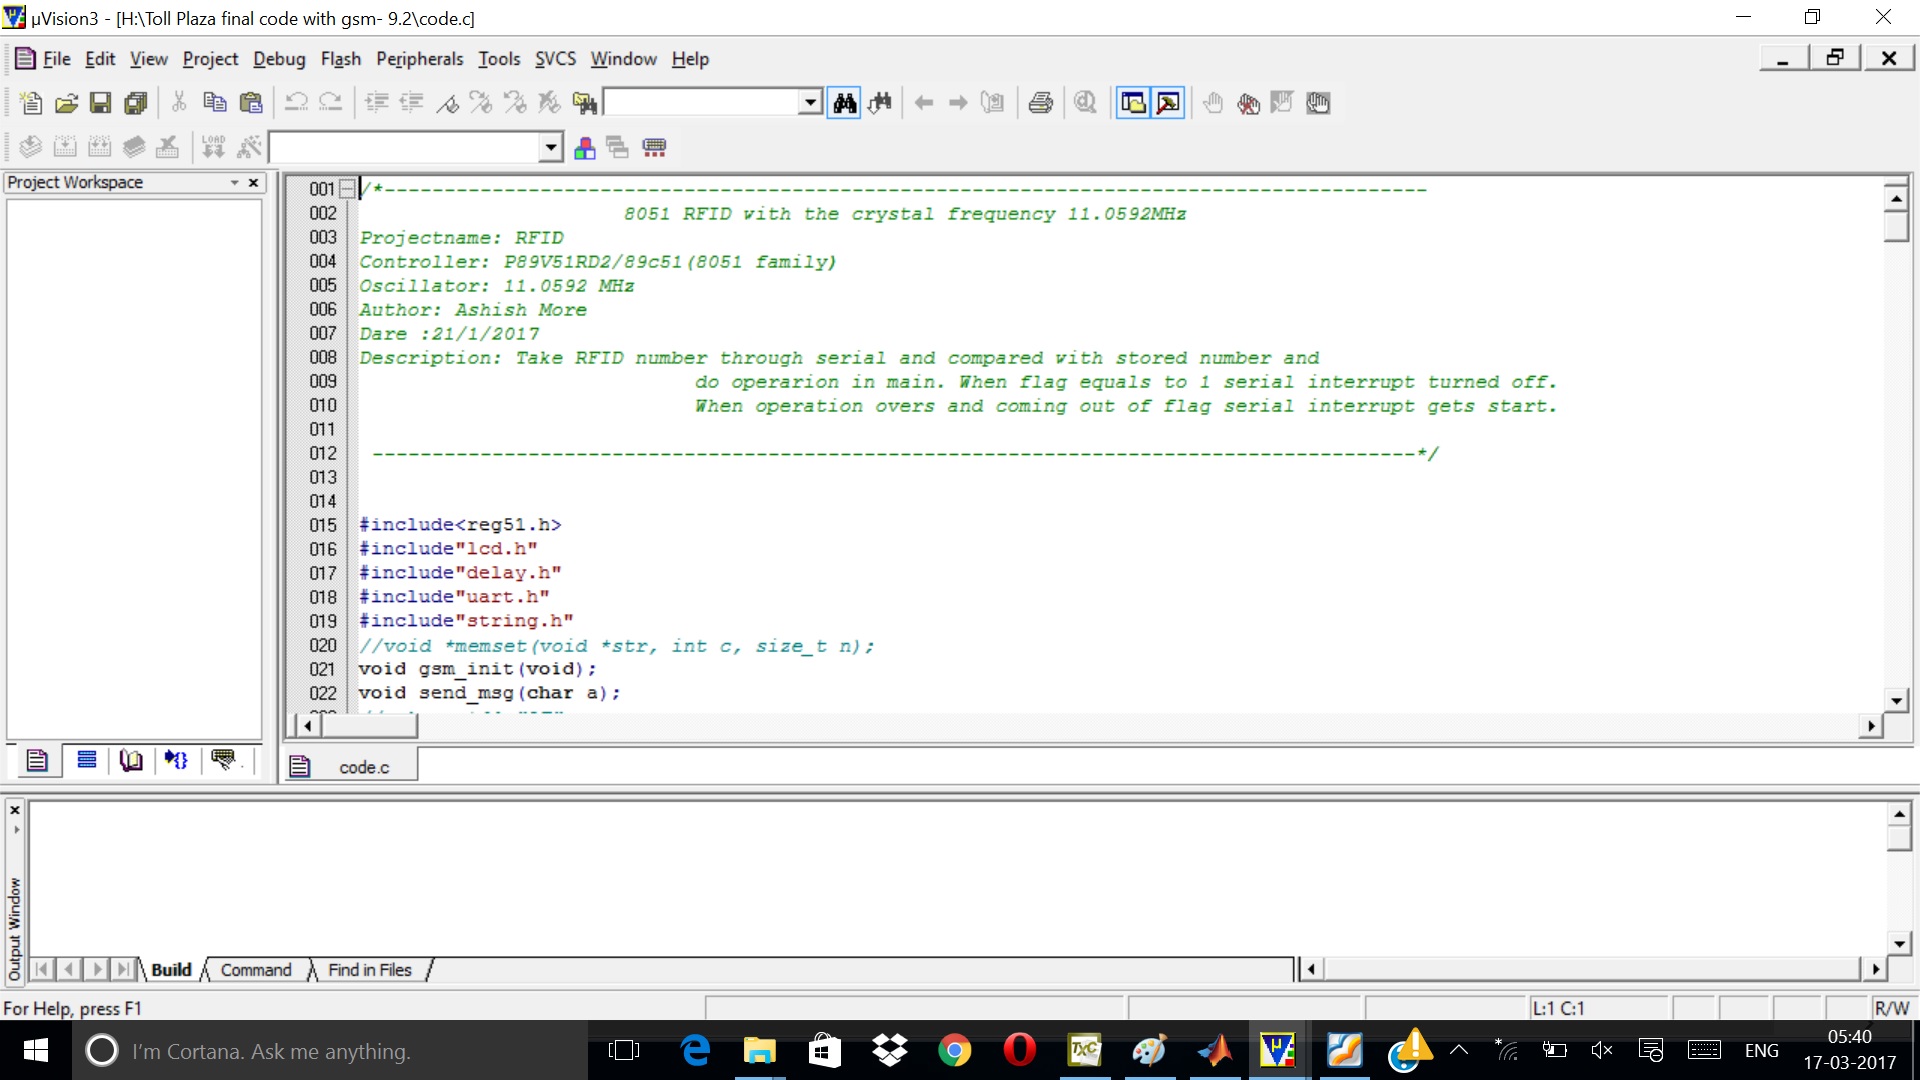 µVision3 - [H:\Toll Plaza final code with gsm- 9.2\code.c]
File Edit View Project Debug Flash Peripherals Tools SVCS Window Help
LOAD
Project Workspace
001 /*---------------------------------------------------------------------------------------
002 8051 RFID with the crystal frequency 11.0592MHz
003 Projectname: RFID
004 Controller: P89V51RD2/89c51(8051 family)
005 Oscillator: 11.0592 MHz
006 Author: Ashish More
007 Dare :21/1/2017
008 Description: Take RFID number through serial and compared with stored number and
009 do operarion in main. When flag equals to 1 serial interrupt turned off.
010 When operation overs and coming out of flag serial interrupt gets start.
011
012 ---------------------------------------------------------------------------------------*/
013
014
015 #include<reg51.h>
016 #include"lcd.h"
017 #include"delay.h"
018 #include"uart.h"
019 #include"string.h"
020 //void *memset(void *str, int c, size_t n);
021 void gsm_init(void);
022 void send_msg(char a);
code.c
Output Window
Build Command Find in Files
For Help, press F1
L:1 C:1
R/W
I'm Cortana. Ask me anything.
TXC
ENG
05:40
17-03-2017